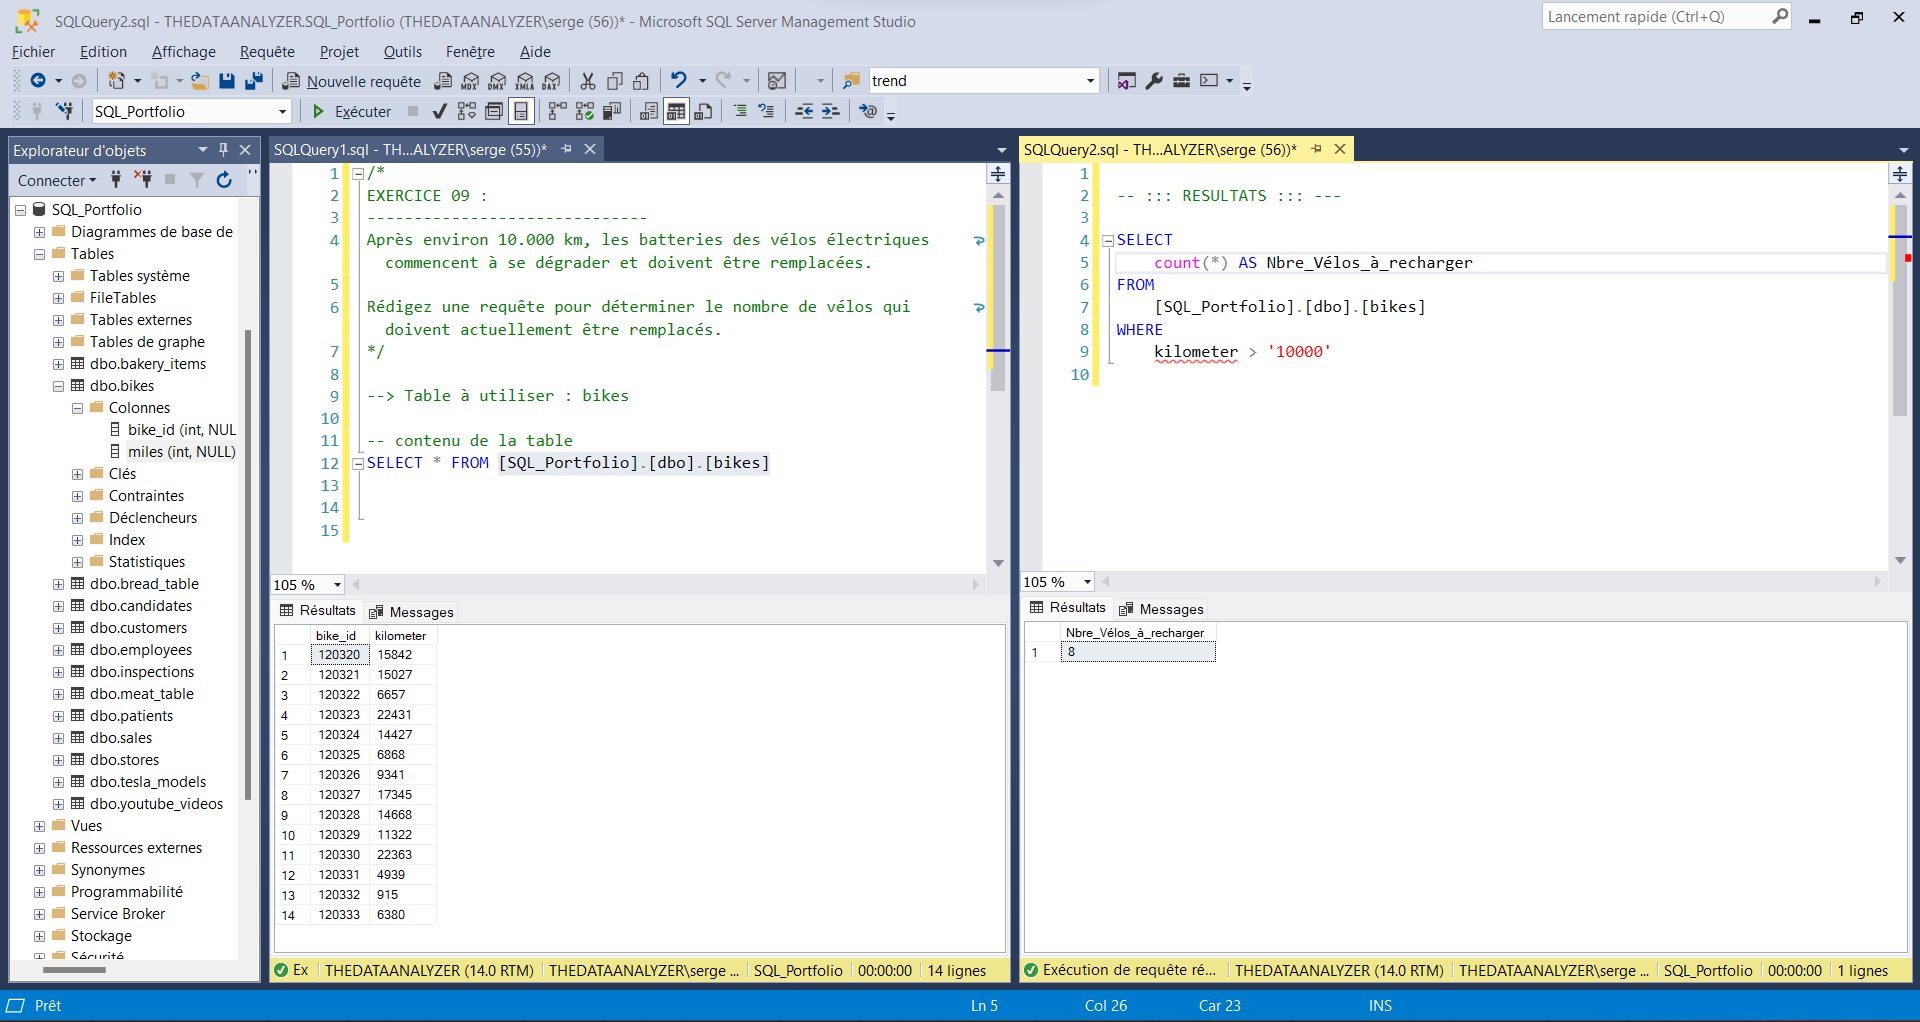 SQLQuery2.sql - THEDATAANALYZER.SQL_Portfolio (THEDATAANALYZER\serge (56))* - Microsoft SQL Server Management Studio
Lancement rapide (Ctrl+Q)
Fichier Edition Affichage Requête Projet Outils Fenêtre Aide
Nouvelle requête MDX DMX XMLA DAX trend
SQL_Portfolio Exécuter
Explorateur d'objets
Connecter
SQL_Portfolio
Diagrammes de base de
Tables
Tables système
FileTables
Tables externes
Tables de graphe
dbo.bakery_items
dbo.bikes
Colonnes
bike_id (int, NUL
miles (int, NULL)
Clés
Contraintes
Déclencheurs
Index
Statistiques
dbo.bread_table
dbo.candidates
dbo.customers
dbo.employees
dbo.inspections
dbo.meat_table
dbo.patients
dbo.sales
dbo.stores
dbo.tesla_models
dbo.youtube_videos
Vues
Ressources externes
Synonymes
Programmabilité
Service Broker
Stockage
Sécurité
SQLQuery1.sql - TH...ALYZER\serge (55))*
1 /*
2 EXERCICE 09 :
3 ------------------------------
4 Après environ 10.000 km, les batteries des vélos électriques
commencent à se dégrader et doivent être remplacées.
5
6 Rédigez une requête pour déterminer le nombre de vélos qui
doivent actuellement être remplacés.
7 */
8
9 --> Table à utiliser : bikes
10
11 -- contenu de la table
12 SELECT * FROM [SQL_Portfolio].[dbo].[bikes]
13
14
15
105 %
Résultats Messages
bike_id kilometer
1 120320 15842
2 120321 15027
3 120322 6657
4 120323 22431
5 120324 14427
6 120325 6868
7 120326 9341
8 120327 17345
9 120328 14668
10 120329 11322
11 120330 22363
12 120331 4939
13 120332 915
14 120333 6380
Ex THEDATAANALYZER (14.0 RTM) THEDATAANALYZER\serge ... SQL_Portfolio 00:00:00 14 lignes
SQLQuery2.sql - TH...ALYZER\serge (56))*
1
2 -- ::: RESULTATS ::: ---
3
4 SELECT
5 count(*) AS Nbre_Vélos_à_recharger
6 FROM
7 [SQL_Portfolio].[dbo].[bikes]
8 WHERE
9 kilometer > '10000'
10
105 %
Résultats Messages
Nbre_Vélos_à_recharger
1 8
Exécution de requête ré... THEDATAANALYZER (14.0 RTM) THEDATAANALYZER\serge ... SQL_Portfolio 00:00:00 1 lignes
Prêt Ln 5 Col 26 Car 23 INS